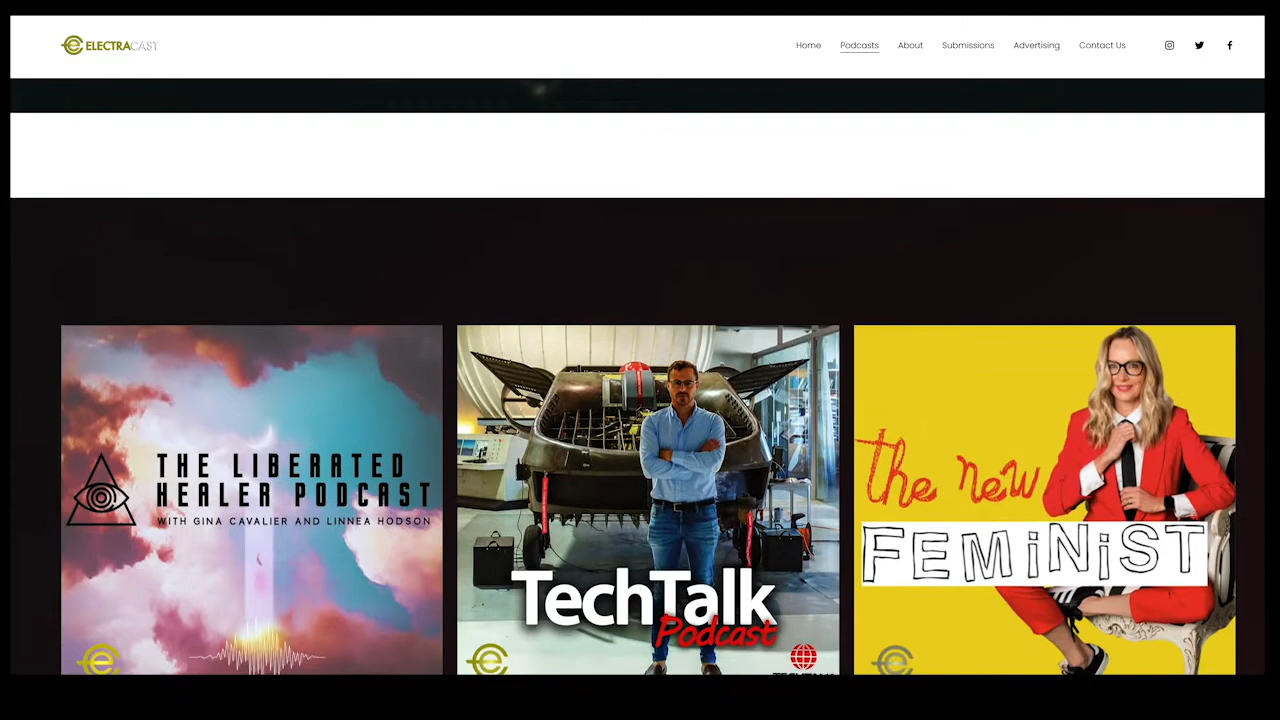 ELECTRACAST
Home Podcasts About Submissions Advertising Contact Us
THE LIBERATED
HEALER PODCAST
WITH GINA CAVALIER AND LINNEA HODSON
TechTalk
Podcast
the new
FEMINIST